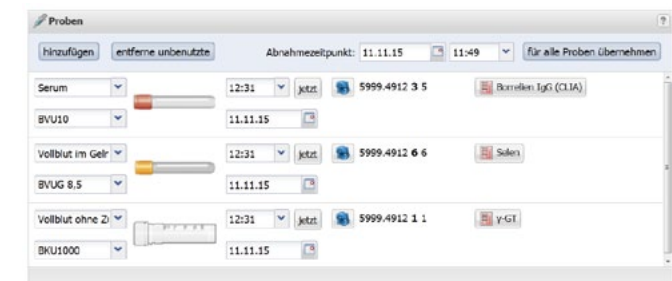 Proben ?
hinzufügen entferne unbenutzte Abnahmezeitpunkt: 11.11.15 11:49 für alle Proben übernehmen
Serum 12:31 jetzt 5999.4912 3 5 Borrelien IgG (CLIA)
BVU10 11.11.15
Vollblut im Gelr 12:31 jetzt 5999.4912 6 6 Selen
BVUG 8,5 11.11.15
Vollblut ohne Z 12:31 jetzt 5999.4912 1 1 γ-GT
BKU1000 11.11.15